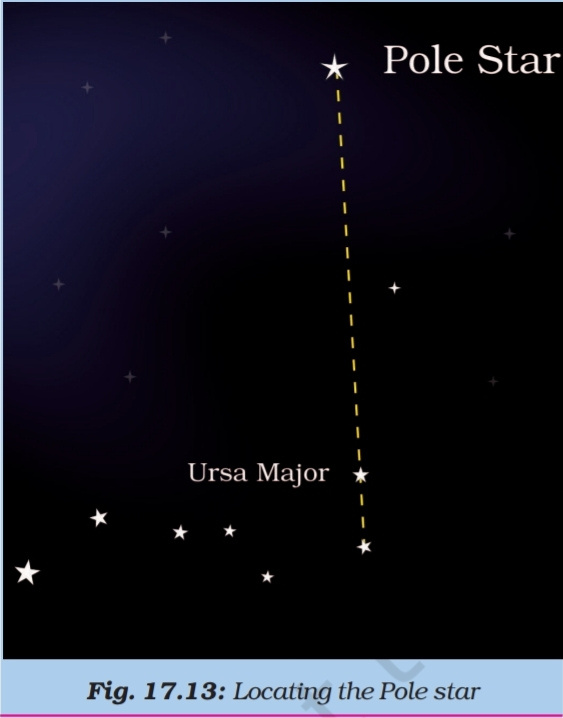 Pole Star
Ursa Major
Fig. 17.13: Locating the Pole star